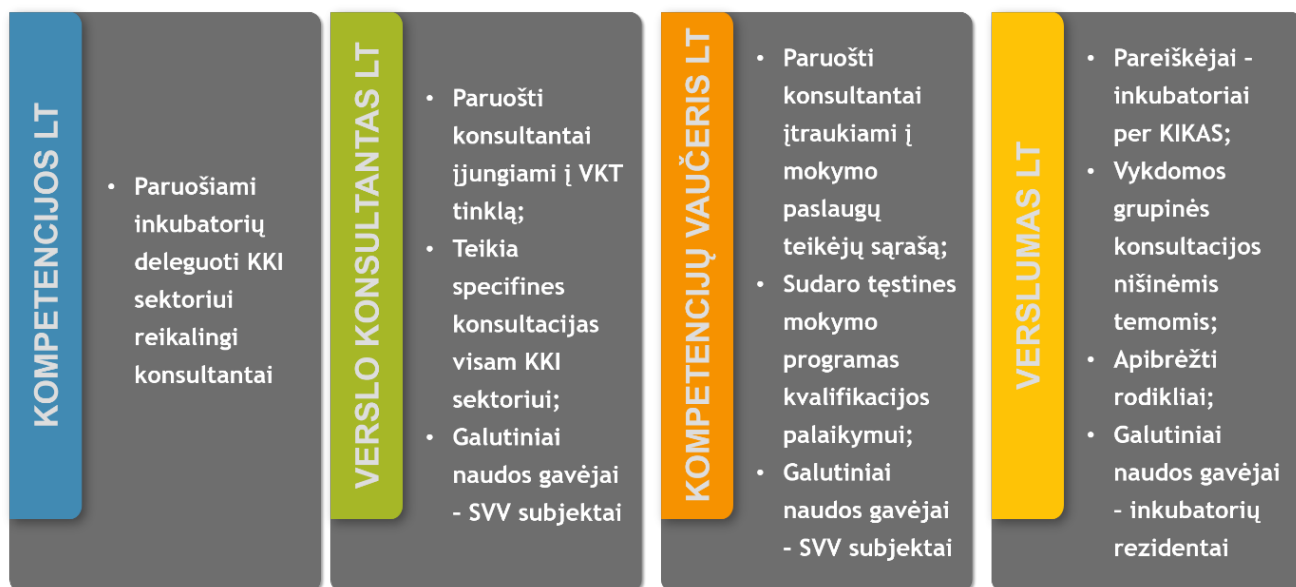 KOMPETENCIJOS LT
• Paruošiami
inkubatorių
deleguoti KKI
sektoriui
reikalingi
konsultantai
VERSLO KONSULTANTAS LT
• Paruošti
konsultantai
įjungiami į VKT
tinklą;
• Teikia
specifines
konsultacijas
visam KKI
sektoriui;
• Galutiniai
naudos gavėjai
– SVV subjektai
KOMPETENCIJŲ VAUČERIS LT
• Paruošti
konsultantai
įtraukiami į
mokymo
paslaugų
teikėjų sąrašą;
• Sudaro tęstines
mokymo
programas
kvalifikacijos
palaikymui;
• Galutiniai
naudos gavėjai
– SVV subjektai
VERSLUMAS LT
• Pareiškėjai –
inkubatoriai
per KIKAS;
• Vykdomos
grupinės
konsultacijos
nišinėmis
temomis;
• Apibrėžti
rodikliai;
• Galutiniai
naudos gavėjai
– inkubatorių
rezidentai